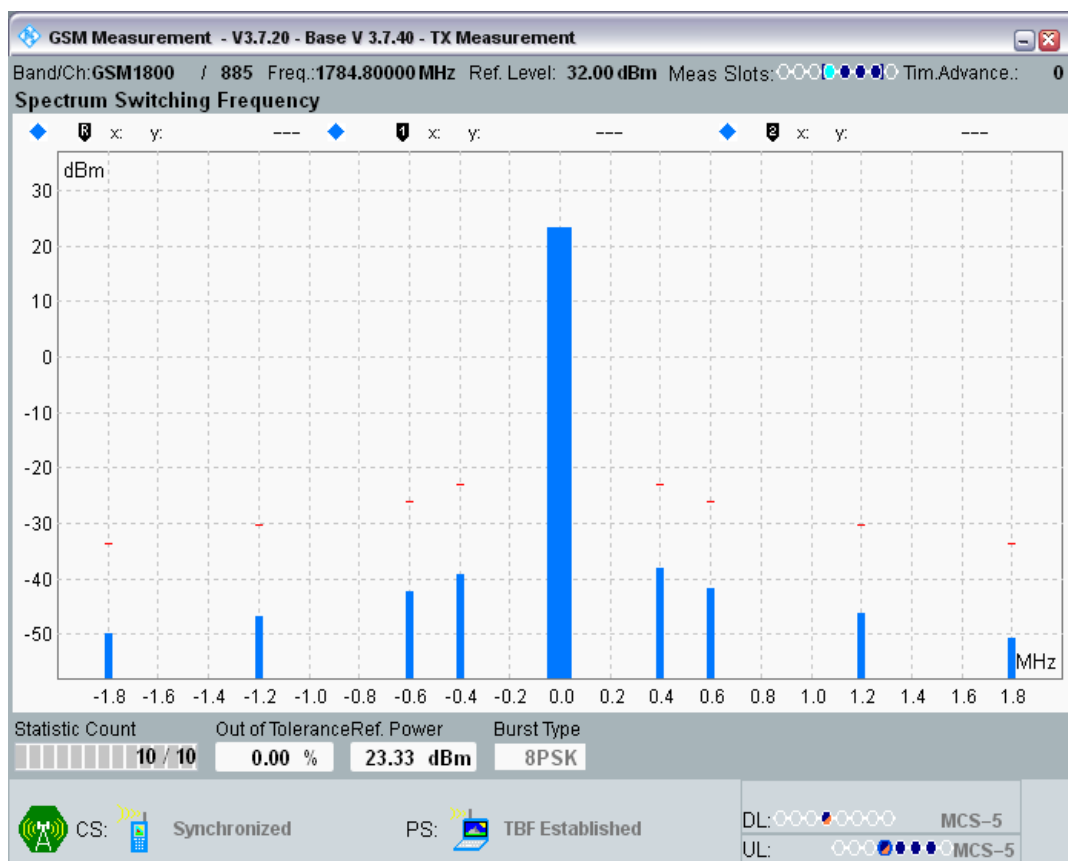 GSM Measurement - V3.7.20 - Base V 3.7.40 - TX Measurement
Band/Ch:GSM1800 / 885 Freq.:1784.80000 MHz Ref. Level: 32.00 dBm Meas Slots: Tim.Advance.: 0
Spectrum Switching Frequency
R x: y: --- 1 x: y: --- 2 x: y: ---
dBm
30
20
10
0
-10
-20
-30
-40
-50
MHz
-1.8 -1.6 -1.4 -1.2 -1.0 -0.8 -0.6 -0.4 -0.2 0.0 0.2 0.4 0.6 0.8 1.0 1.2 1.4 1.6 1.8
Statistic Count Out of Tolerance Ref. Power Burst Type
10 / 10 0.00 % 23.33 dBm 8PSK
CS: Synchronized PS: TBF Established
DL: MCS-5
UL: MCS-5